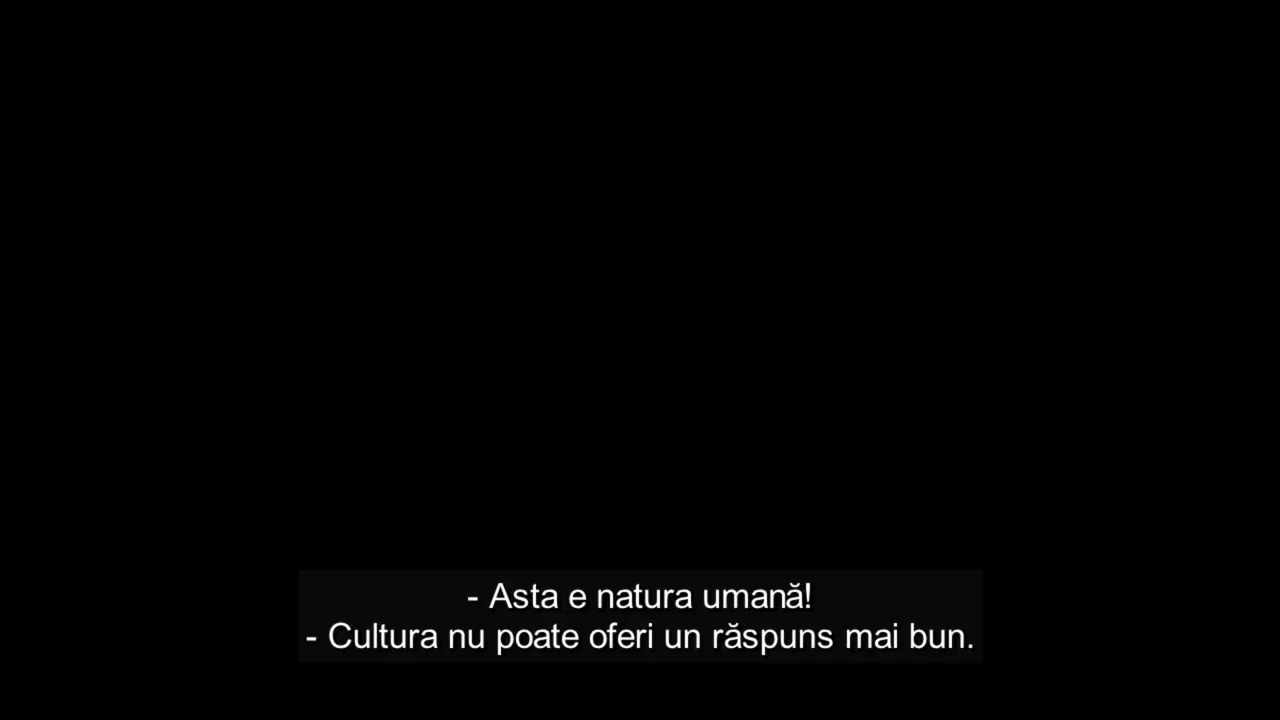 - Asta e natura umană!
- Cultura nu poate oferi un răspuns mai bun.